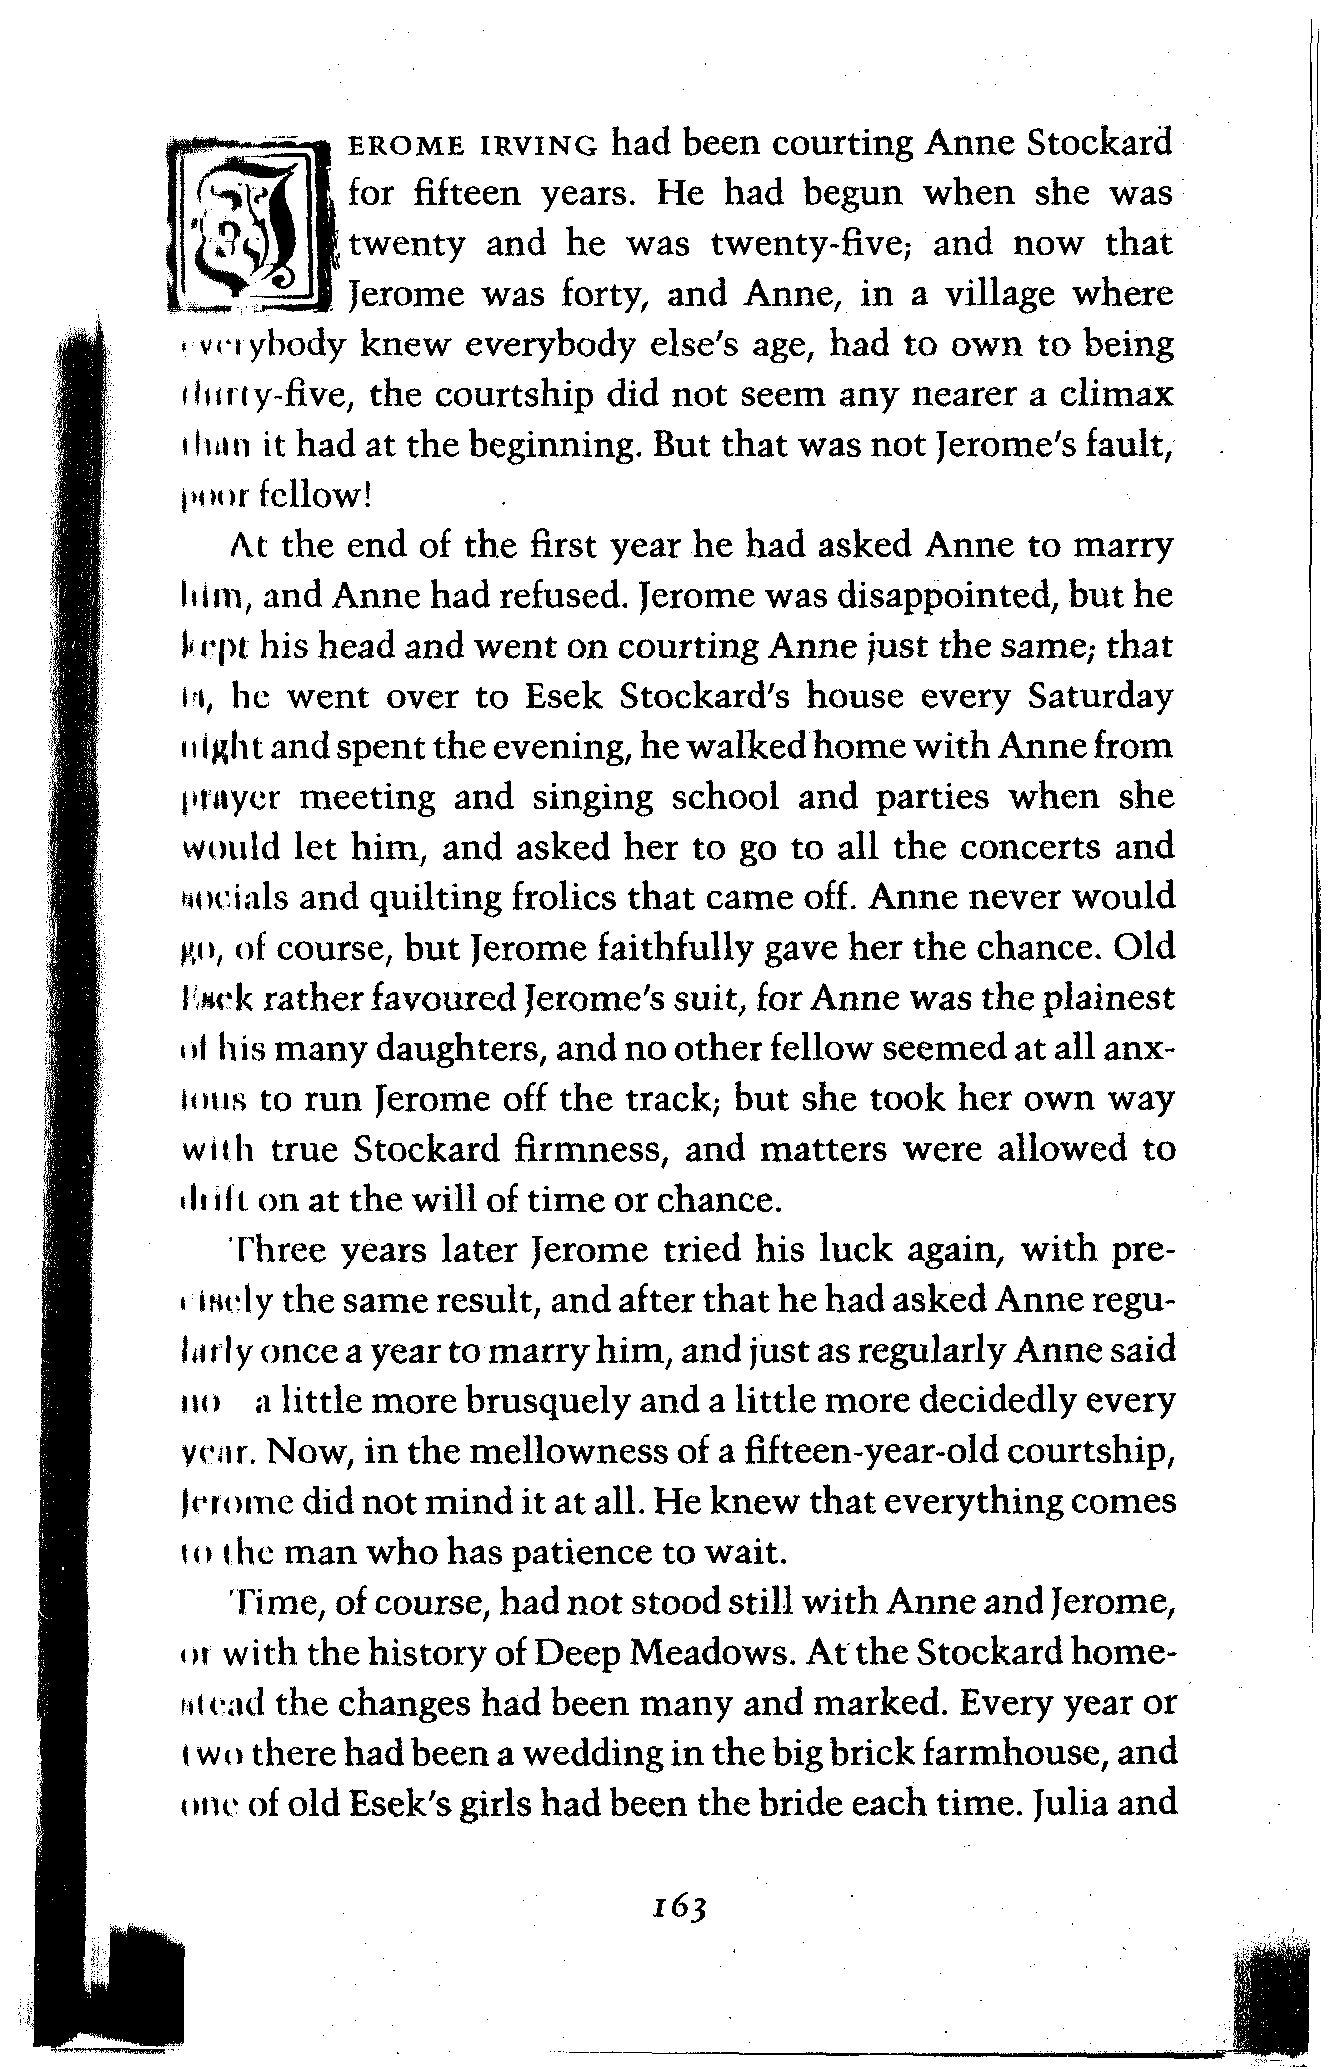 JEROME IRVING had been courting Anne Stockard
for fifteen years. He had begun when she was
twenty and he was twenty-five; and now that
Jerome was forty, and Anne, in a village where
everybody knew everybody else's age, had to own to being
thirty-five, the courtship did not seem any nearer a climax
than it had at the beginning. But that was not Jerome's fault,
poor fellow!
At the end of the first year he had asked Anne to marry
him, and Anne had refused. Jerome was disappointed, but he
kept his head and went on courting Anne just the same; that
is, he went over to Esek Stockard's house every Saturday
night and spent the evening, he walked home with Anne from
prayer meeting and singing school and parties when she
would let him, and asked her to go to all the concerts and
socials and quilting frolics that came off. Anne never would
go, of course, but Jerome faithfully gave her the chance. Old
Esek rather favoured Jerome's suit, for Anne was the plainest
of his many daughters, and no other fellow seemed at all anx-
ious to run Jerome off the track; but she took her own way
with true Stockard firmness, and matters were allowed to
drift on at the will of time or chance.
Three years later Jerome tried his luck again, with pre-
cisely the same result, and after that he had asked Anne regu-
larly once a year to marry him, and just as regularly Anne said
no a little more brusquely and a little more decidedly every
year. Now, in the mellowness of a fifteen-year-old courtship,
Jerome did not mind it at all. He knew that everything comes
to the man who has patience to wait.
Time, of course, had not stood still with Anne and Jerome,
or with the history of Deep Meadows. At the Stockard home-
stead the changes had been many and marked. Every year or
two there had been a wedding in the big brick farmhouse, and
one of old Esek's girls had been the bride each time. Julia and
163